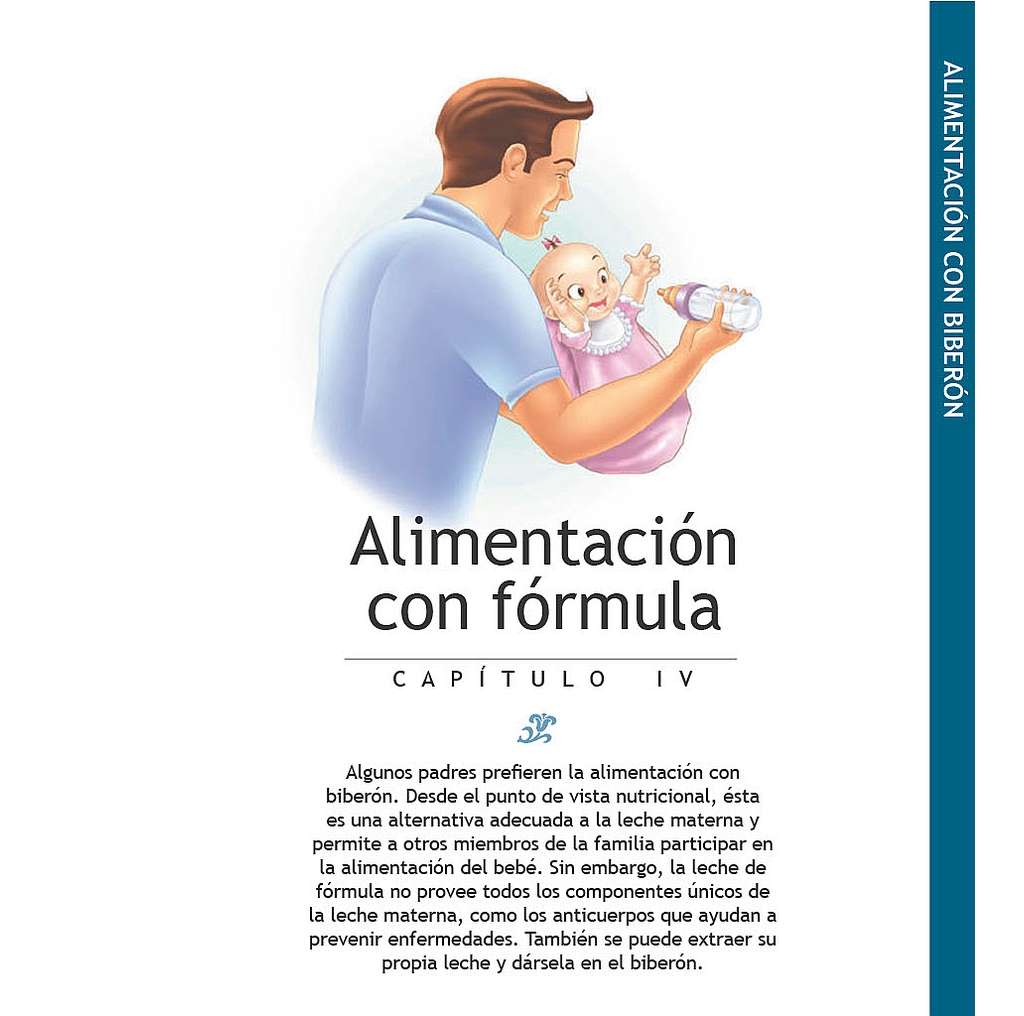 ALIMENTACIÓN CON BIBERÓN
Alimentación
con fórmula
CAPÍTULO IV
Algunos padres prefieren la alimentación con
biberón. Desde el punto de vista nutricional, ésta
es una alternativa adecuada a la leche materna y
permite a otros miembros de la familia participar en
la alimentación del bebé. Sin embargo, la leche de
fórmula no provee todos los componentes únicos de
la leche materna, como los anticuerpos que ayudan a
prevenir enfermedades. También se puede extraer su
propia leche y dársela en el biberón.